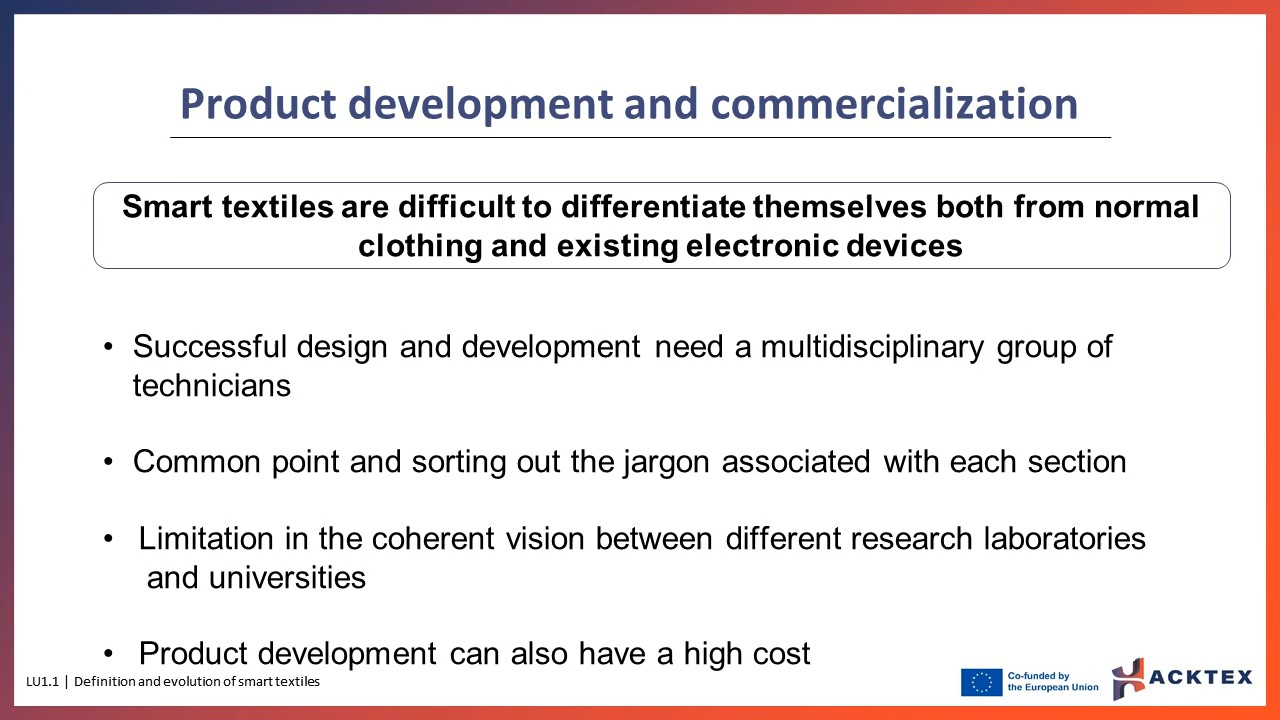 Product development and commercialization
Smart textiles are difficult to differentiate themselves both from normal
clothing and existing electronic devices
• Successful design and development need a multidisciplinary group of
technicians
• Common point and sorting out the jargon associated with each section
• Limitation in the coherent vision between different research laboratories
and universities
• Product development can also have a high cost
LU1.1 | Definition and evolution of smart textiles
Co-funded by
the European Union
HACKTEX